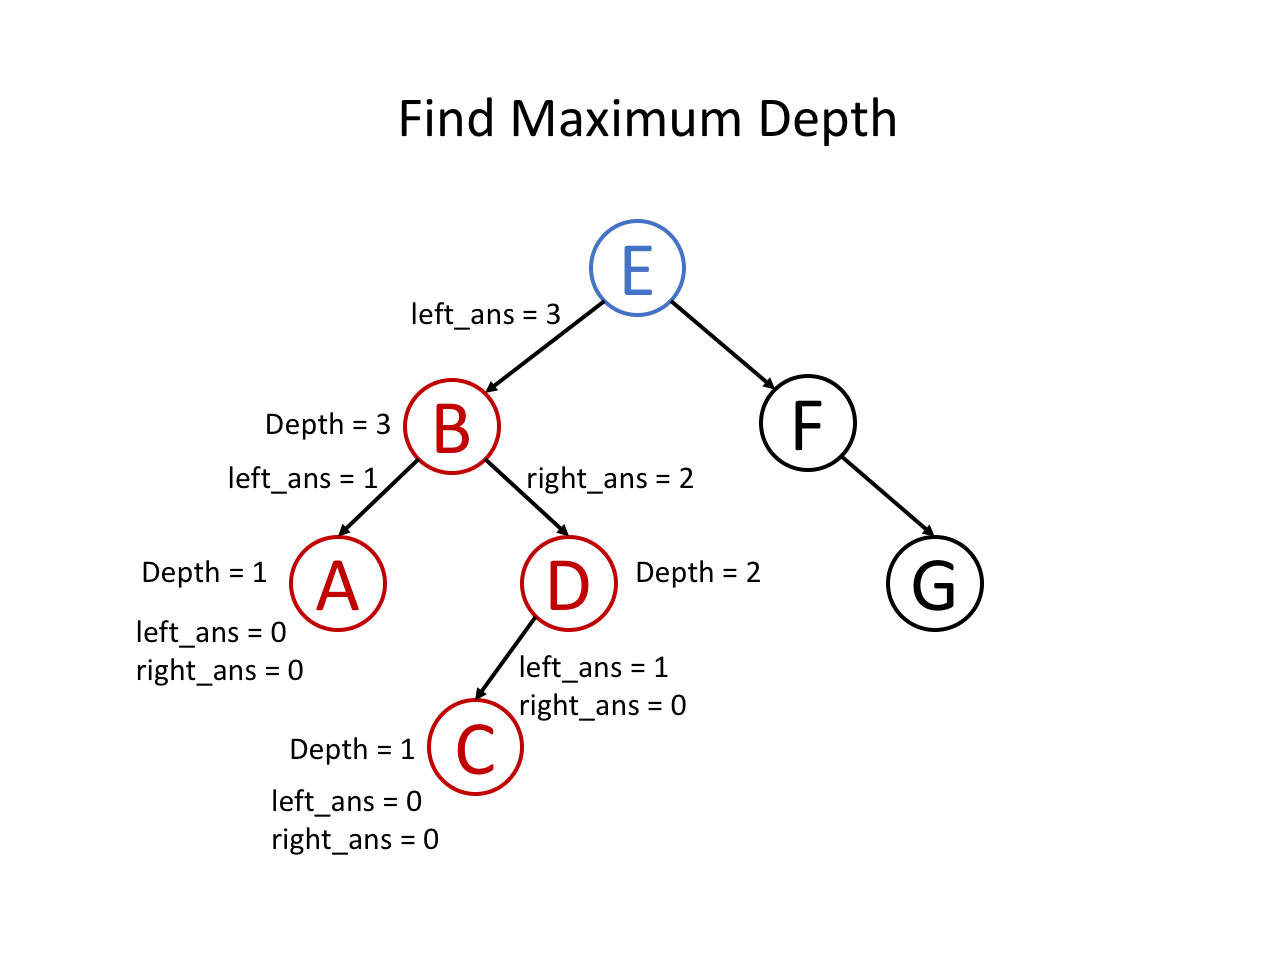 Find Maximum Depth
E
left_ans = 3
Depth = 3
B
F
left_ans = 1
right_ans = 2
Depth = 1
A
D
Depth = 2
G
left_ans = 0
right_ans = 0
left_ans = 1
right_ans = 0
Depth = 1
C
left_ans = 0
right_ans = 0